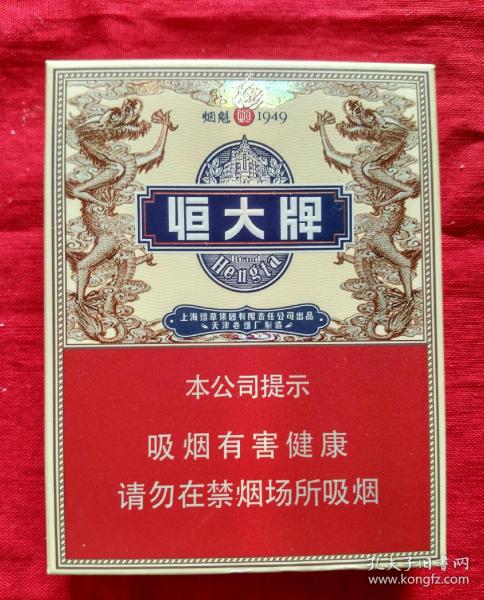 烟魁 1949
恒大牌
Brand
Hengta
上海烟草集团有限责任公司出品
天津卷烟厂制造
本公司提示
吸烟有害健康
请勿在禁烟场所吸烟
孔夫子旧书网
www.kongfz.com